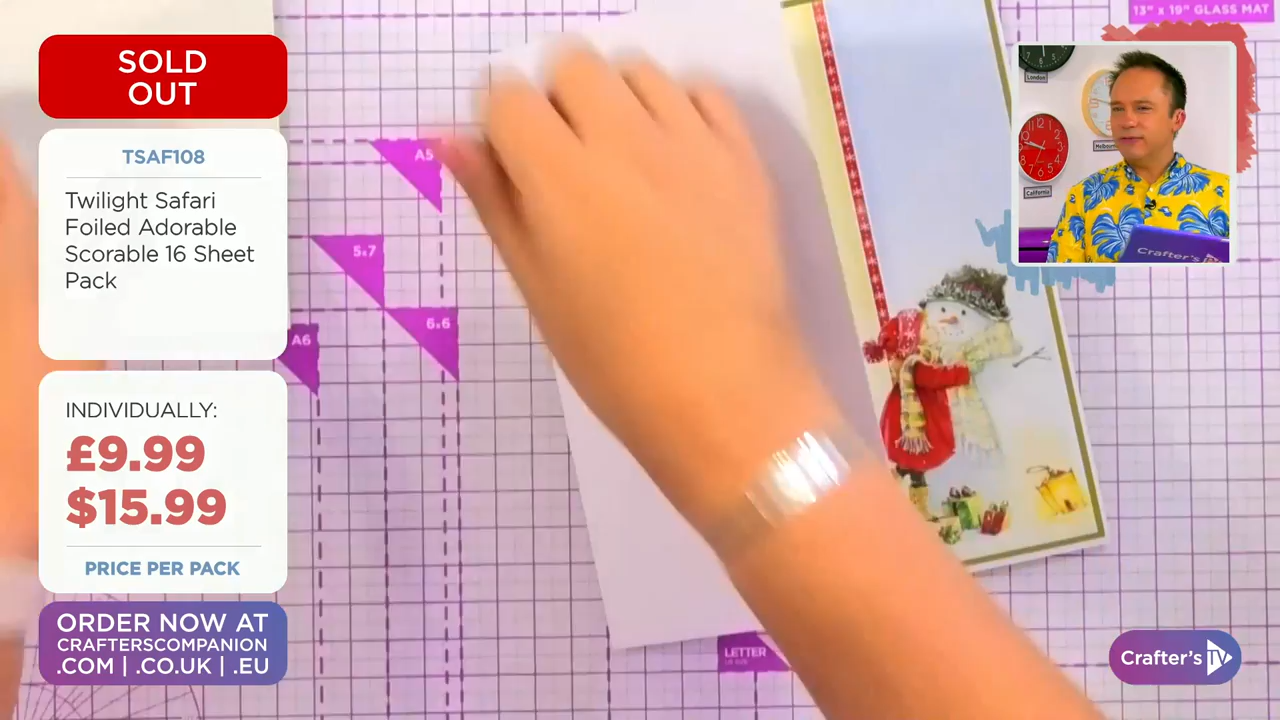 SOLD
OUT
TSAF108
Twilight Safari
Foiled Adorable
Scorable 16 Sheet
Pack
INDIVIDUALLY:
£9.99
$15.99
PRICE PER PACK
ORDER NOW AT
CRAFTERSCOMPANION
.COM | .CO.UK | .EU
13" x 19" GLASS MAT
A5
5x7
6x6
A6
LETTER
London
California
Crafter's
Crafter's TV